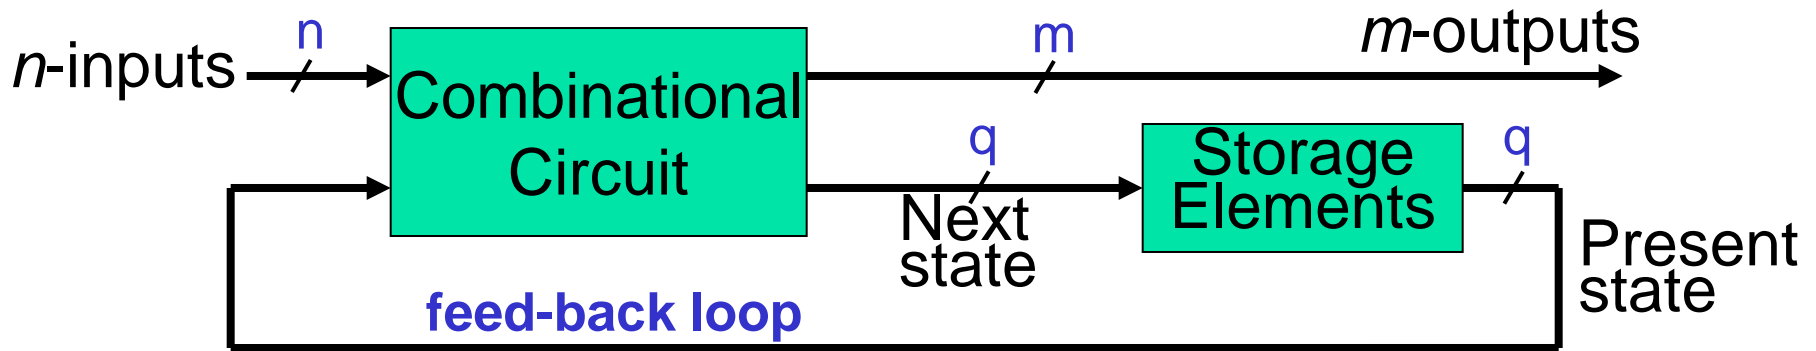 n-inputs
n
Combinational
Circuit
m
m-outputs
q
Next
state
Storage
Elements
q
Present
state
feed-back loop